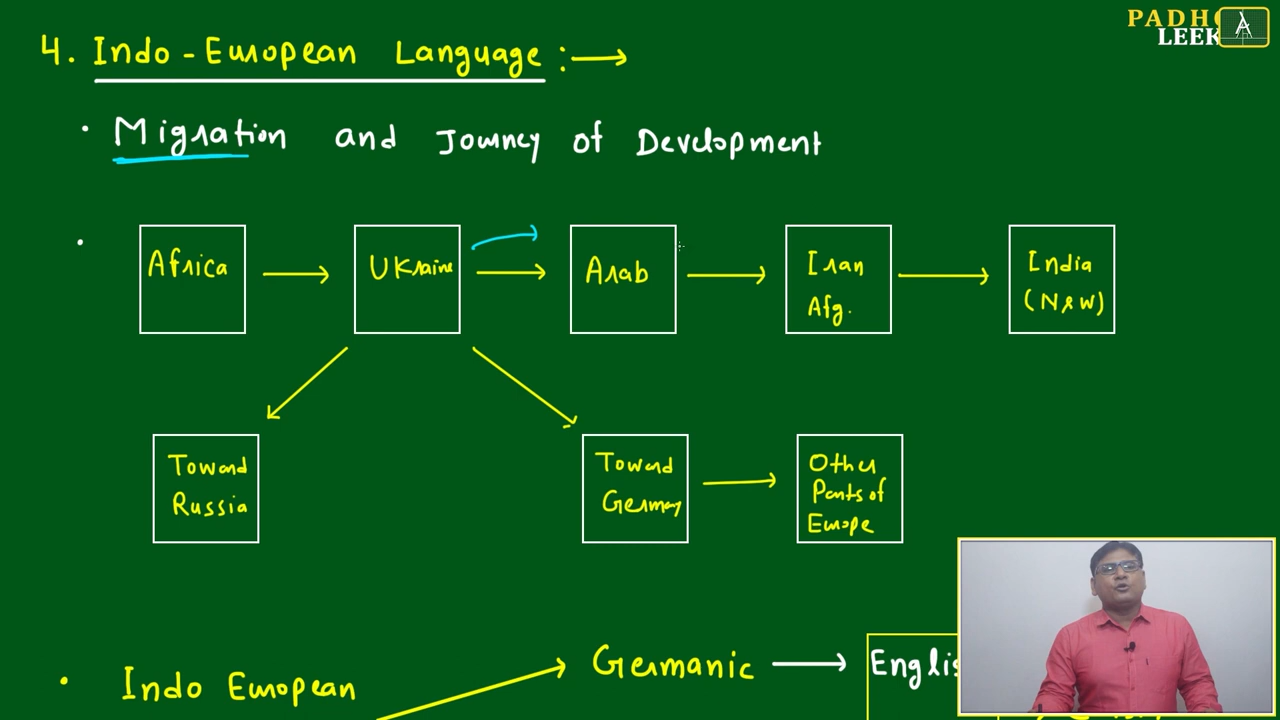 PADHO
LEEK
4. Indo-European Language :→
• Migration and Journey of Development
Africa → Ukraine → Arab → Iran Afg. → India (N&W)
Toward Russia
Toward Germany → Other Parts of Europe
• Indo European
Germanic →